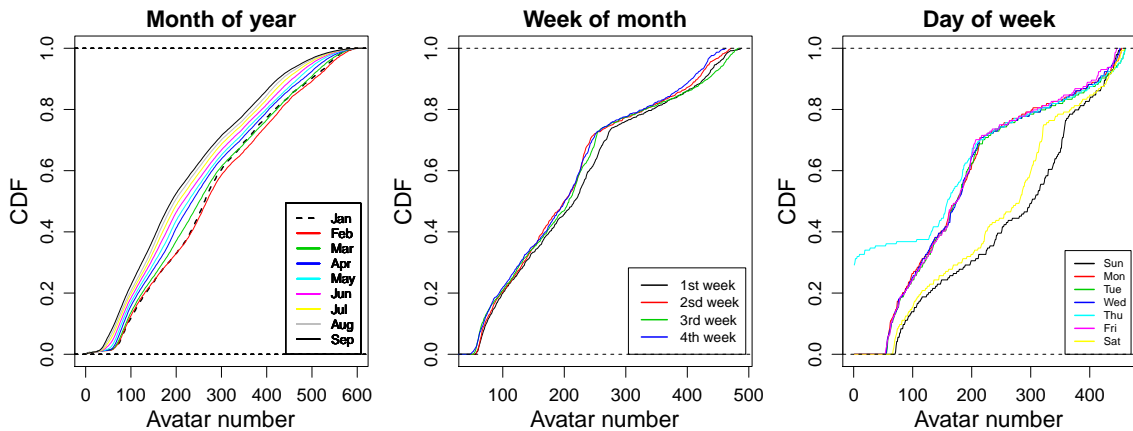 Month of year
CDF
0.0 0.2 0.4 0.6 0.8 1.0
Jan
Feb
Mar
Apr
May
Jun
Jul
Aug
Sep
0 100 200 300 400 500 600
Avatar number
Week of month
CDF
0.0 0.2 0.4 0.6 0.8 1.0
1st week
2sd week
3rd week
4th week
100 200 300 400 500
Avatar number
Day of week
CDF
0.0 0.2 0.4 0.6 0.8 1.0
Sun
Mon
Tue
Wed
Thu
Fri
Sat
0 100 200 300 400
Avatar number